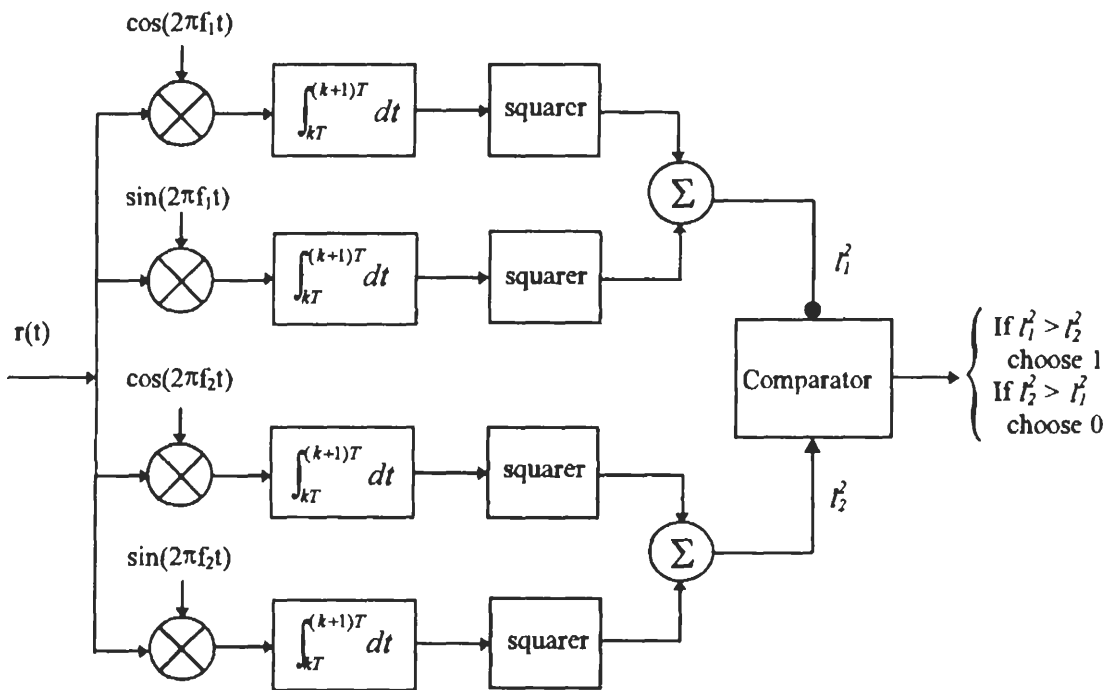 cos(2πf₁t)
∫_{kT}^{(k+1)T} dt
squarer
Σ
sin(2πf₁t)
∫_{kT}^{(k+1)T} dt
squarer
l₁²
r(t)
If l₁² > l₂²
choose 1
If l₂² > l₁²
choose 0
Comparator
cos(2πf₂t)
∫_{kT}^{(k+1)T} dt
squarer
l₂²
Σ
sin(2πf₂t)
∫_{kT}^{(k+1)T} dt
squarer